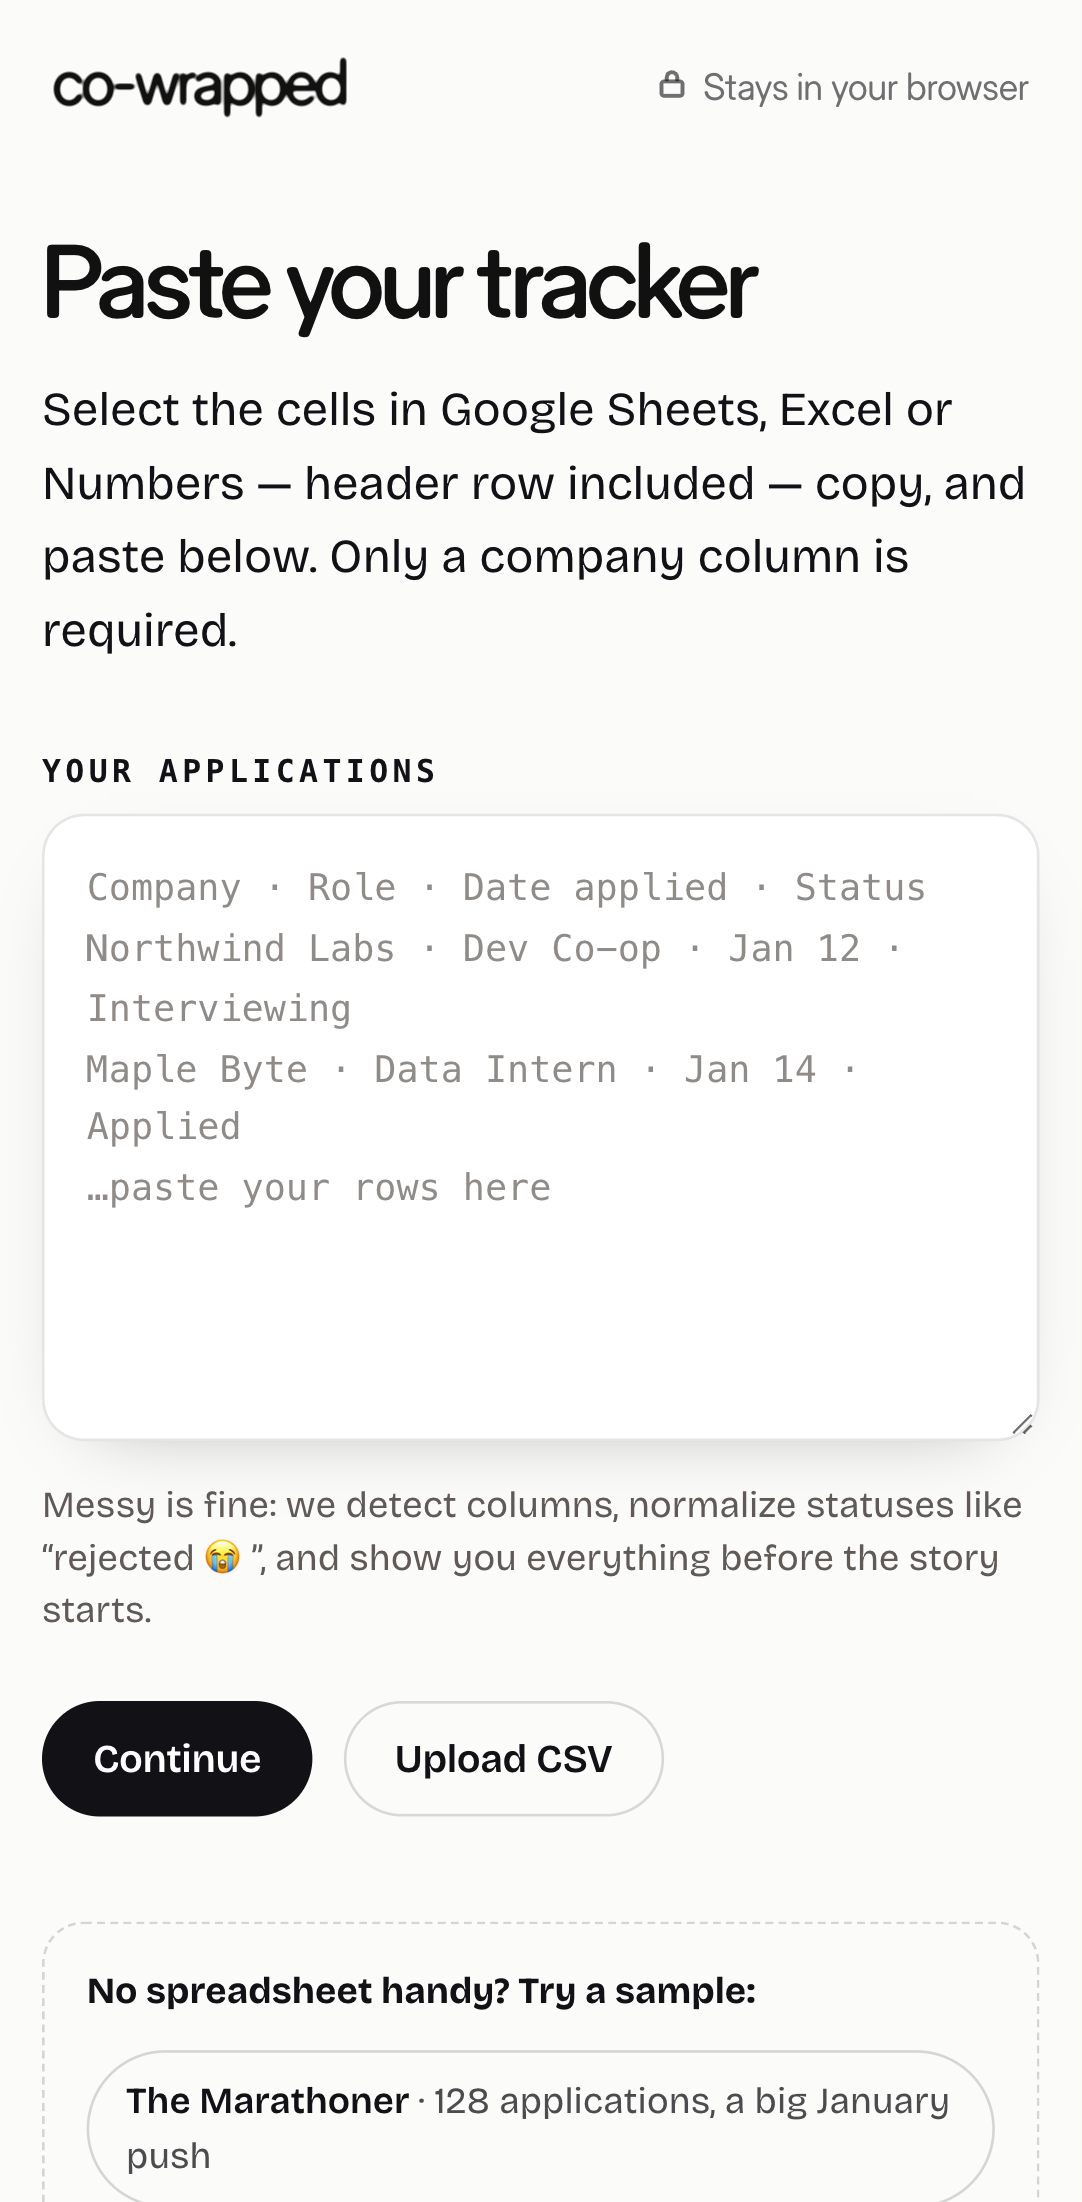 co-wrapped
Stays in your browser
Paste your tracker
Select the cells in Google Sheets, Excel or
Numbers — header row included — copy, and
paste below. Only a company column is
required.
YOUR APPLICATIONS
Company · Role · Date applied · Status
Northwind Labs · Dev Co–op · Jan 12 ·
Interviewing
Maple Byte · Data Intern · Jan 14 ·
Applied
…paste your rows here
Messy is fine: we detect columns, normalize statuses like
“rejected 😭 ”, and show you everything before the story
starts.
Continue
Upload CSV
No spreadsheet handy? Try a sample:
The Marathoner · 128 applications, a big January
push